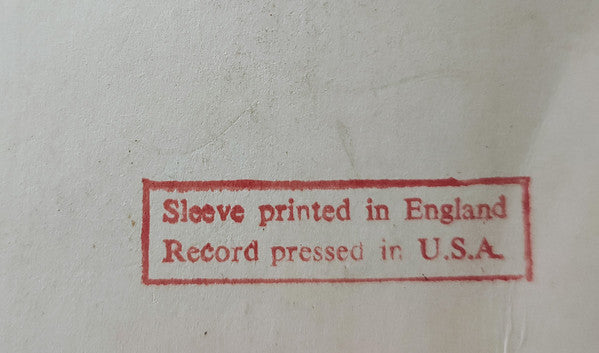 Sleeve printed in England
Record pressed in U.S.A.